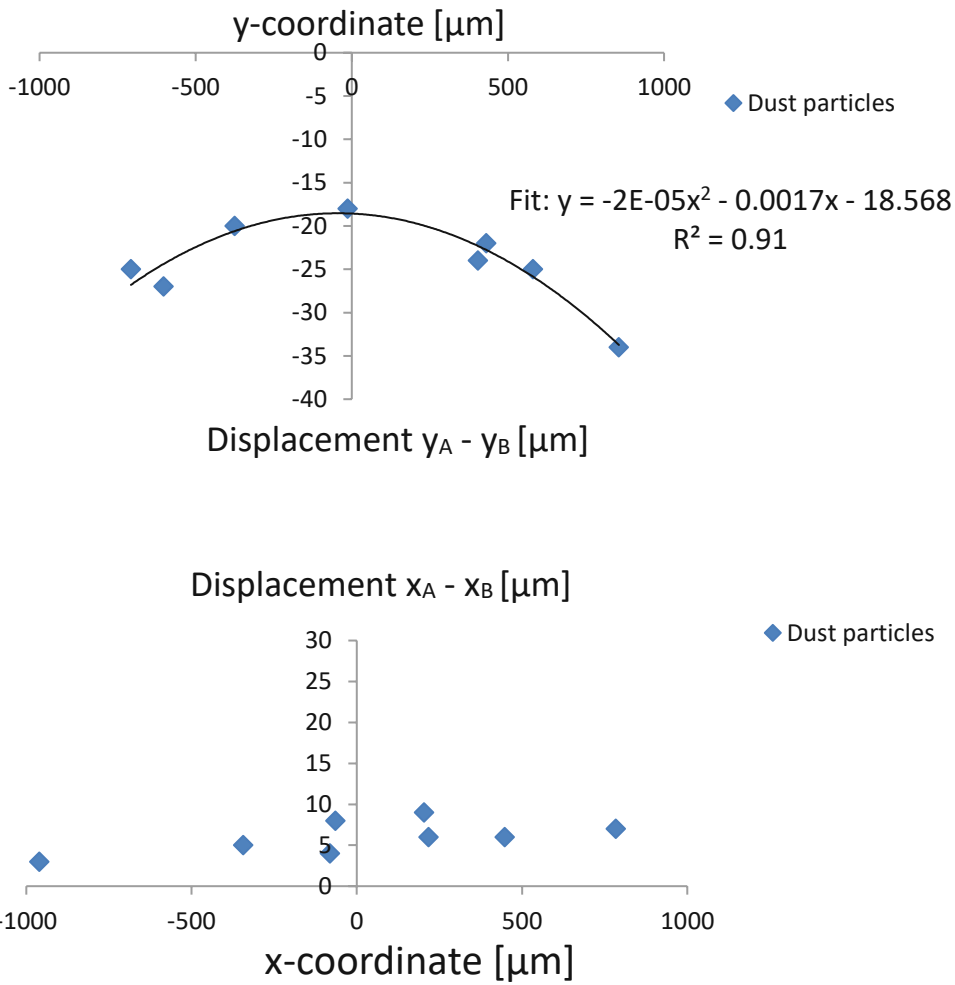 y-coordinate [µm]
0
-1000 -500 0 500 1000
-5
Dust particles
-10
-15
Fit: y = -2E-05x² - 0.0017x - 18.568
-20
R² = 0.91
-25
-30
-35
-40
Displacement yA - yB [µm]
Displacement xA - xB [µm]
30
Dust particles
25
20
15
10
5
0
-1000 -500 0 500 1000
x-coordinate [µm]